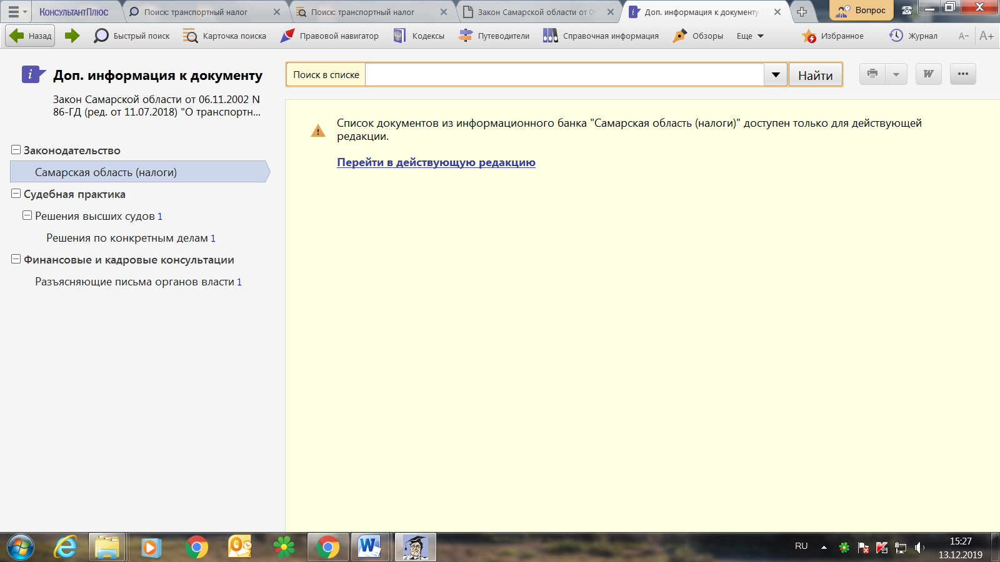 КонсультантПлюс
Поиск: транспортный налог
Поиск: транспортный налог
Закон Самарской области от 06
Доп. информация к документу "
Вопрос
Назад
Быстрый поиск
Карточка поиска
Правовой навигатор
Кодексы
Путеводители
Справочная информация
Обзоры
Еще
Избранное
Журнал
A−
A+
Доп. информация к документу
Закон Самарской области от 06.11.2002 N
86-ГД (ред. от 11.07.2018) "О транспортн...
Поиск в списке
Найти
W
Законодательство
Самарская область (налоги)
Судебная практика
Решения высших судов 1
Решения по конкретным делам 1
Финансовые и кадровые консультации
Разъясняющие письма органов власти 1
Список документов из информационного банка "Самарская область (налоги)" доступен только для действующей
редакции.
Перейти в действующую редакцию
RU
15:27
13.12.2019